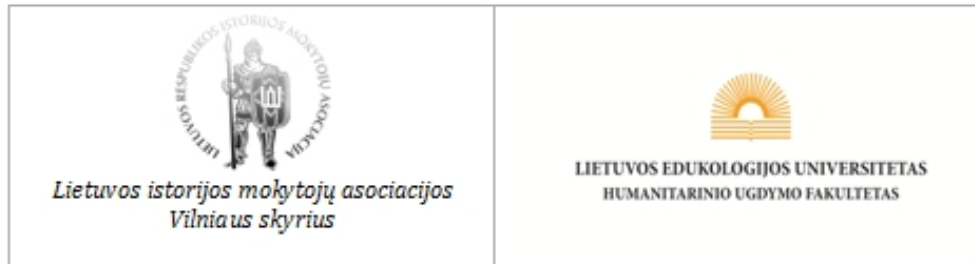 LIETUVOS RESPUBLIKOS ISTORIJOS MOKYTOJŲ ASOCIACIJA
Lietuvos istorijos mokytojų asociacijos
Vilniaus skyrius
LIETUVOS EDUKOLOGIJOS UNIVERSITETAS
HUMANITARINIO UGDYMO FAKULTETAS